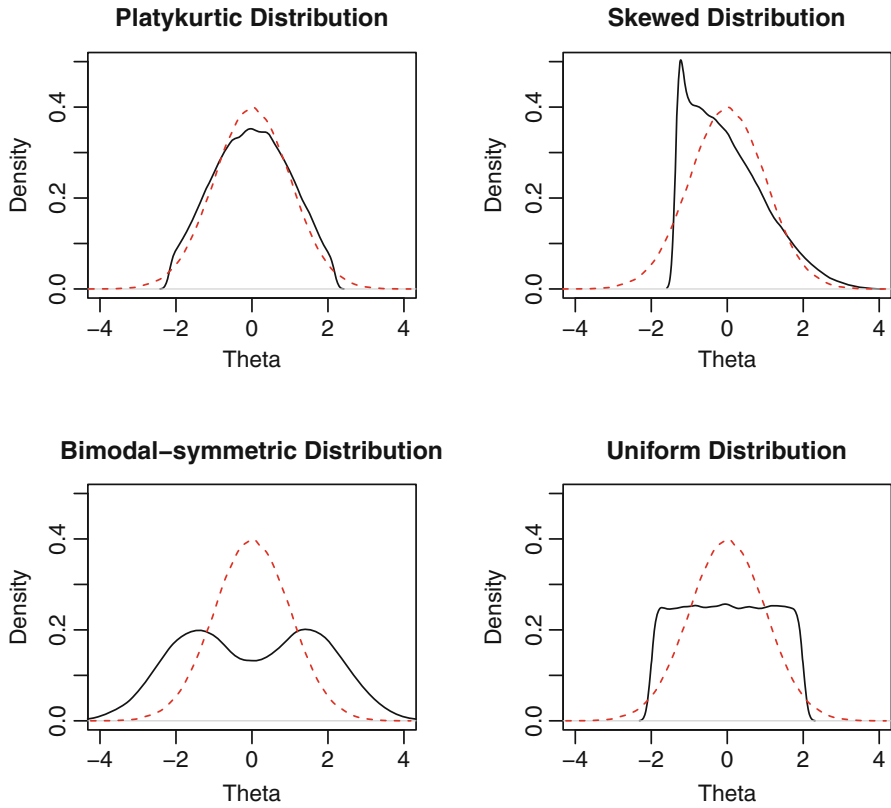 Platykurtic Distribution
Density
0.0 0.2 0.4
−4 −2 0 2 4
Theta
Skewed Distribution
Density
0.0 0.2 0.4
−4 −2 0 2 4
Theta
Bimodal−symmetric Distribution
Density
0.0 0.2 0.4
−4 −2 0 2 4
Theta
Uniform Distribution
Density
0.0 0.2 0.4
−4 −2 0 2 4
Theta